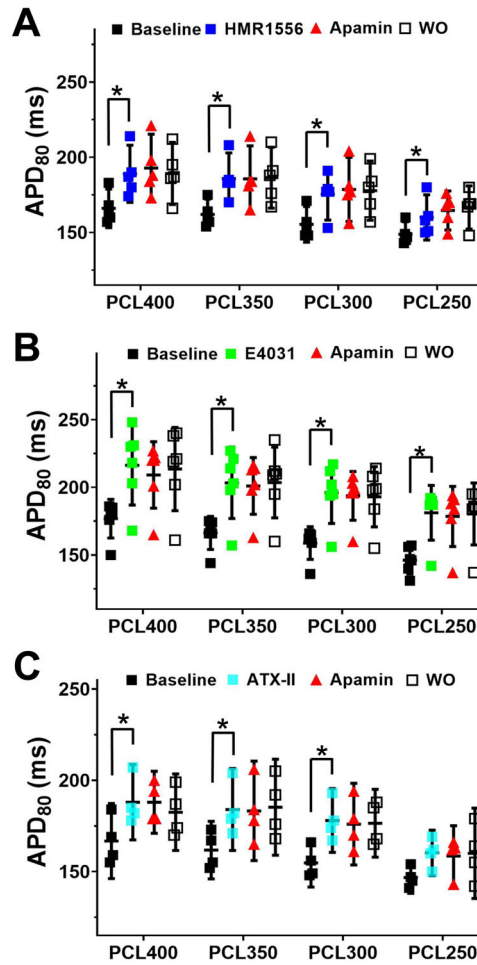 A
■ Baseline ■ HMR1556 ▲ Apamin □ WO
APD80 (ms)
250
200
150
* * * *
PCL400 PCL350 PCL300 PCL250
B
■ Baseline ■ E4031 ▲ Apamin □ WO
APD80 (ms)
250
200
150
* * * *
PCL400 PCL350 PCL300 PCL250
C
■ Baseline ■ ATX-II ▲ Apamin □ WO
APD80 (ms)
250
200
150
* * *
PCL400 PCL350 PCL300 PCL250